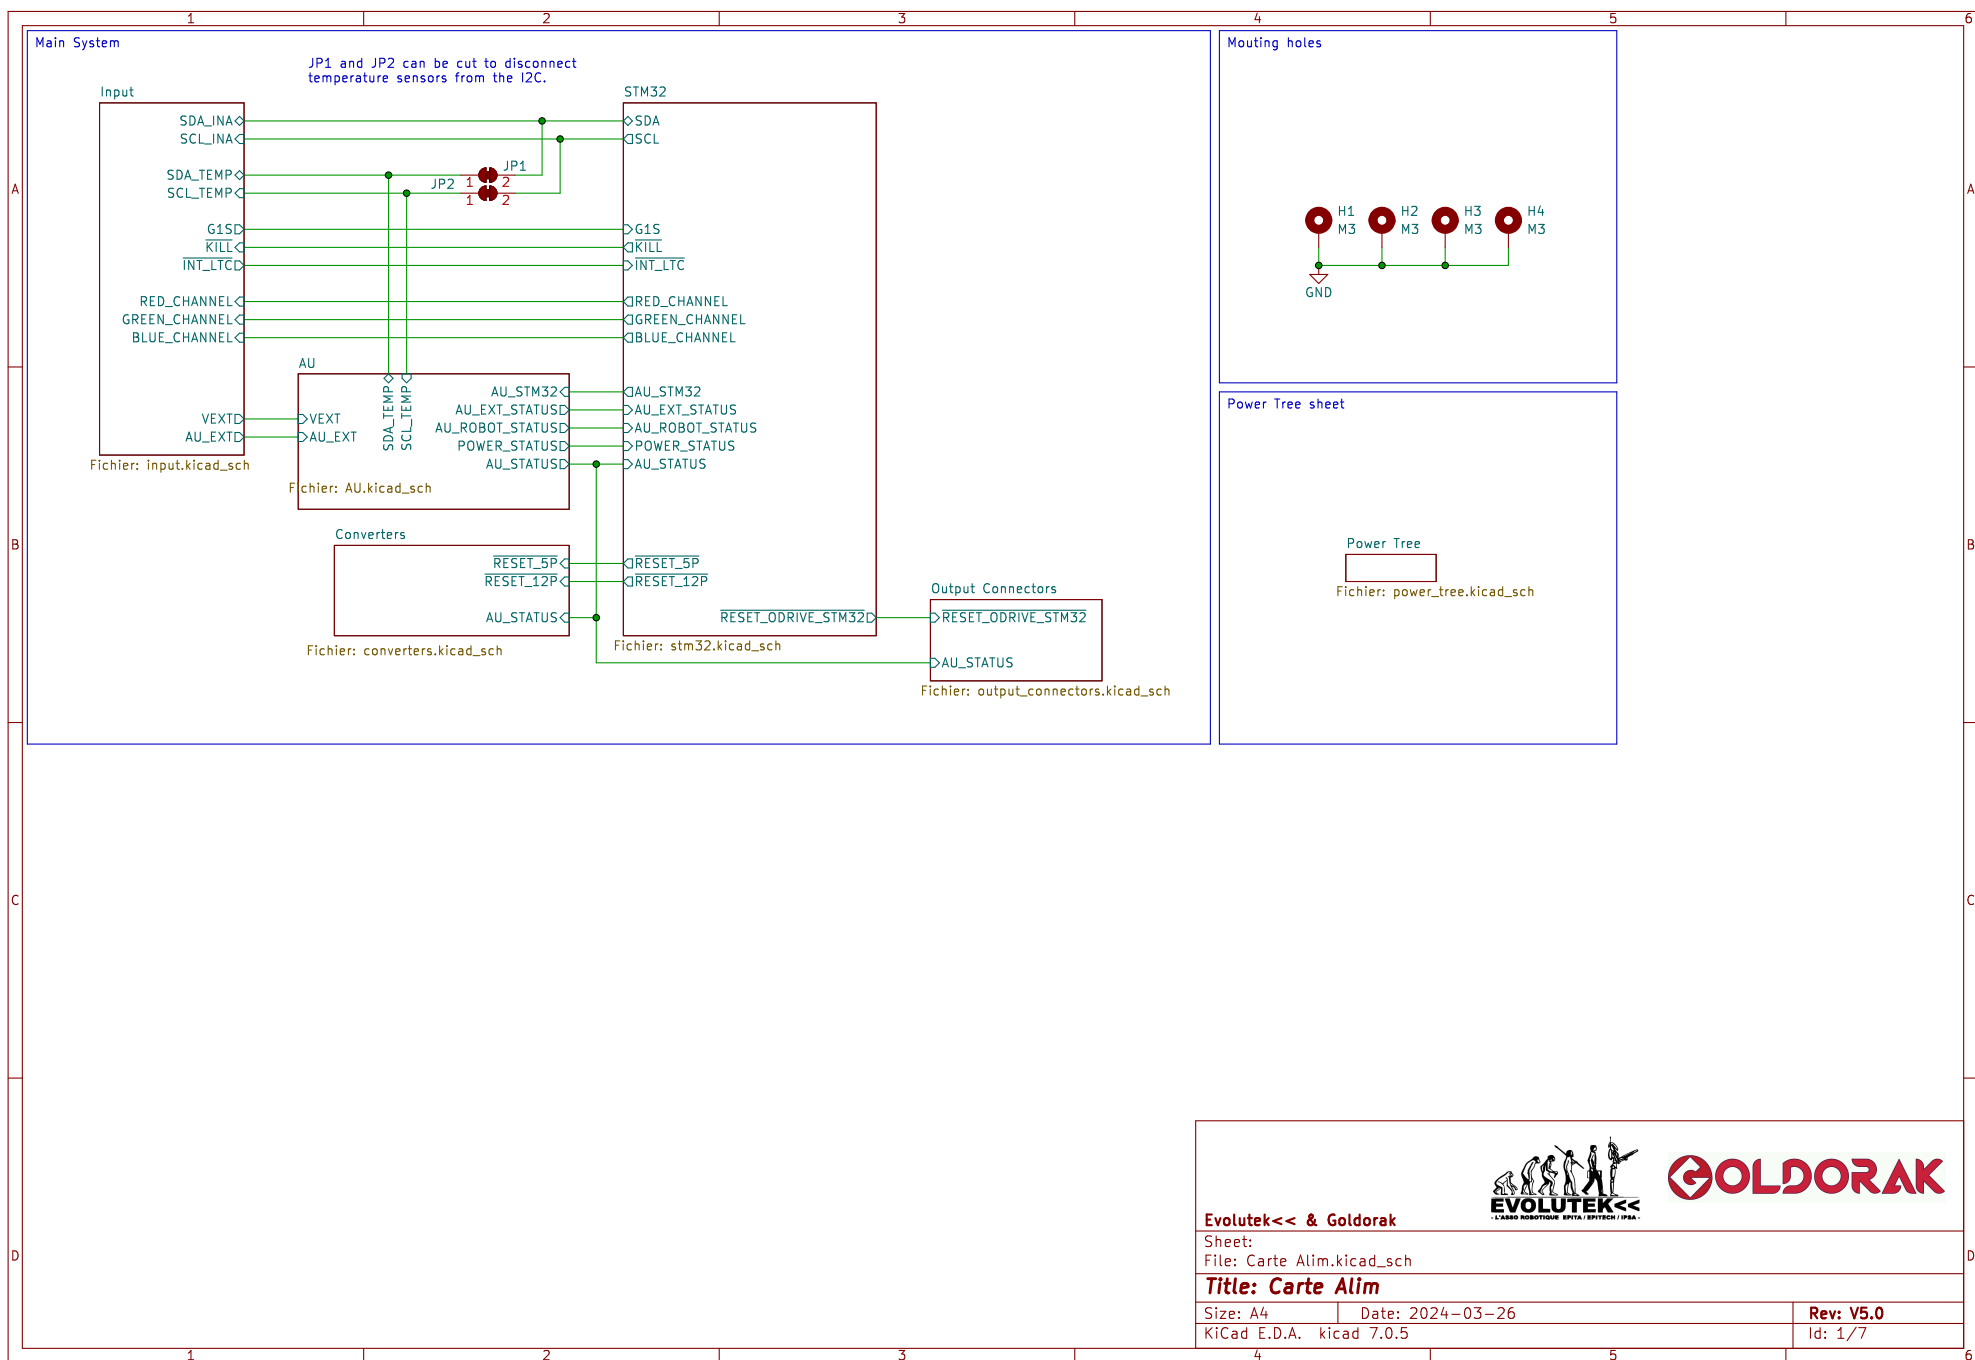 1 2 3 4 5 6
Main System
JP1 and JP2 can be cut to disconnect
temperature sensors from the I2C.
Input
SDA_INA
SCL_INA
SDA_TEMP
SCL_TEMP
G1S
KILL
INT_LTC
RED_CHANNEL
GREEN_CHANNEL
BLUE_CHANNEL
VEXT
AU_EXT
Fichier: input.kicad_sch
JP1
1 2
JP2
1 2
STM32
SDA
SCL
G1S
KILL
INT_LTC
RED_CHANNEL
GREEN_CHANNEL
BLUE_CHANNEL
AU_STM32
AU_EXT_STATUS
AU_ROBOT_STATUS
POWER_STATUS
AU_STATUS
RESET_5P
RESET_12P
RESET_ODRIVE_STM32
Fichier: stm32.kicad_sch
AU
VEXT
AU_EXT
SDA_TEMP
SCL_TEMP
AU_STM32
AU_EXT_STATUS
AU_ROBOT_STATUS
POWER_STATUS
AU_STATUS
Fichier: AU.kicad_sch
Converters
RESET_5P
RESET_12P
AU_STATUS
Fichier: converters.kicad_sch
Output Connectors
RESET_ODRIVE_STM32
AU_STATUS
Fichier: output_connectors.kicad_sch
Mouting holes
H1
M3
H2
M3
H3
M3
H4
M3
GND
Power Tree sheet
Power Tree
Fichier: power_tree.kicad_sch
A A
B B
C C
D D
EVOLUTEK<<
- L'ASSO ROBOTIQUE EPITA / EPITECH / IPSA -
GOLDORAK
Evolutek<< & Goldorak
Sheet:
File: Carte Alim.kicad_sch
Title: Carte Alim
Size: A4 Date: 2024-03-26 Rev: V5.0
KiCad E.D.A. kicad 7.0.5 Id: 1/7
1 2 3 4 5 6